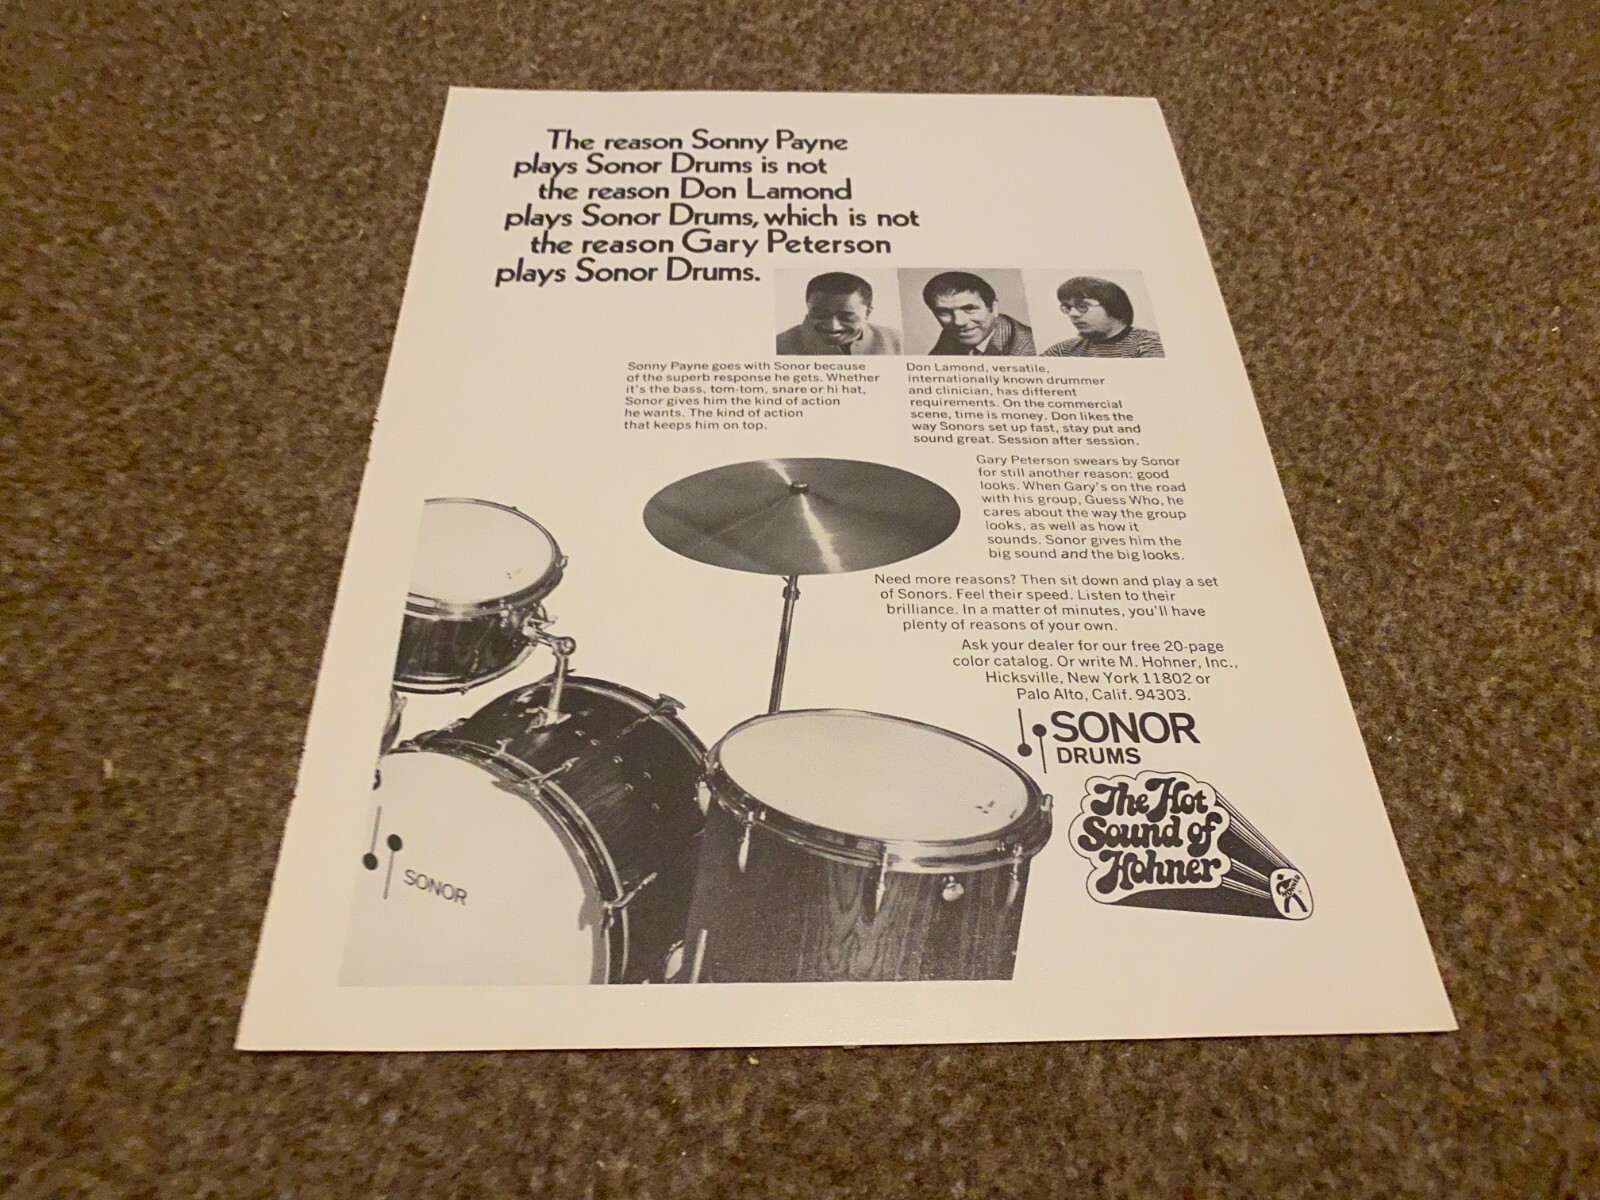 The reason Sonny Payne
plays Sonor Drums is not
the reason Don Lamond
plays Sonor Drums, which is not
the reason Gary Peterson
plays Sonor Drums.
Sonny Payne goes with Sonor because
of the superb response he gets. Whether
it's the bass, tom-tom, snare or hi hat,
Sonor gives him the kind of action
he wants. The kind of action
that keeps him on top.
Don Lamond, versatile,
internationally known drummer
and clinician, has different
requirements. On the commercial
scene, time is money. Don likes the
way Sonors set up fast, stay put and
sound great. Session after session.
Gary Peterson swears by Sonor
for still another reason: good
looks. When Gary's on the road
with his group, Guess Who, he
cares about the way the group
looks, as well as how it
sounds. Sonor gives him the
big sound and the big looks.
Need more reasons? Then sit down and play a set
of Sonors. Feel their speed. Listen to their
brilliance. In a matter of minutes, you'll have
plenty of reasons of your own.
Ask your dealer for our free 20-page
color catalog. Or write M. Hohner, Inc.,
Hicksville, New York 11802 or
Palo Alto, Calif. 94303.
SONOR
DRUMS
The Hot
Sound of
Hohner
HOHNER
SONOR